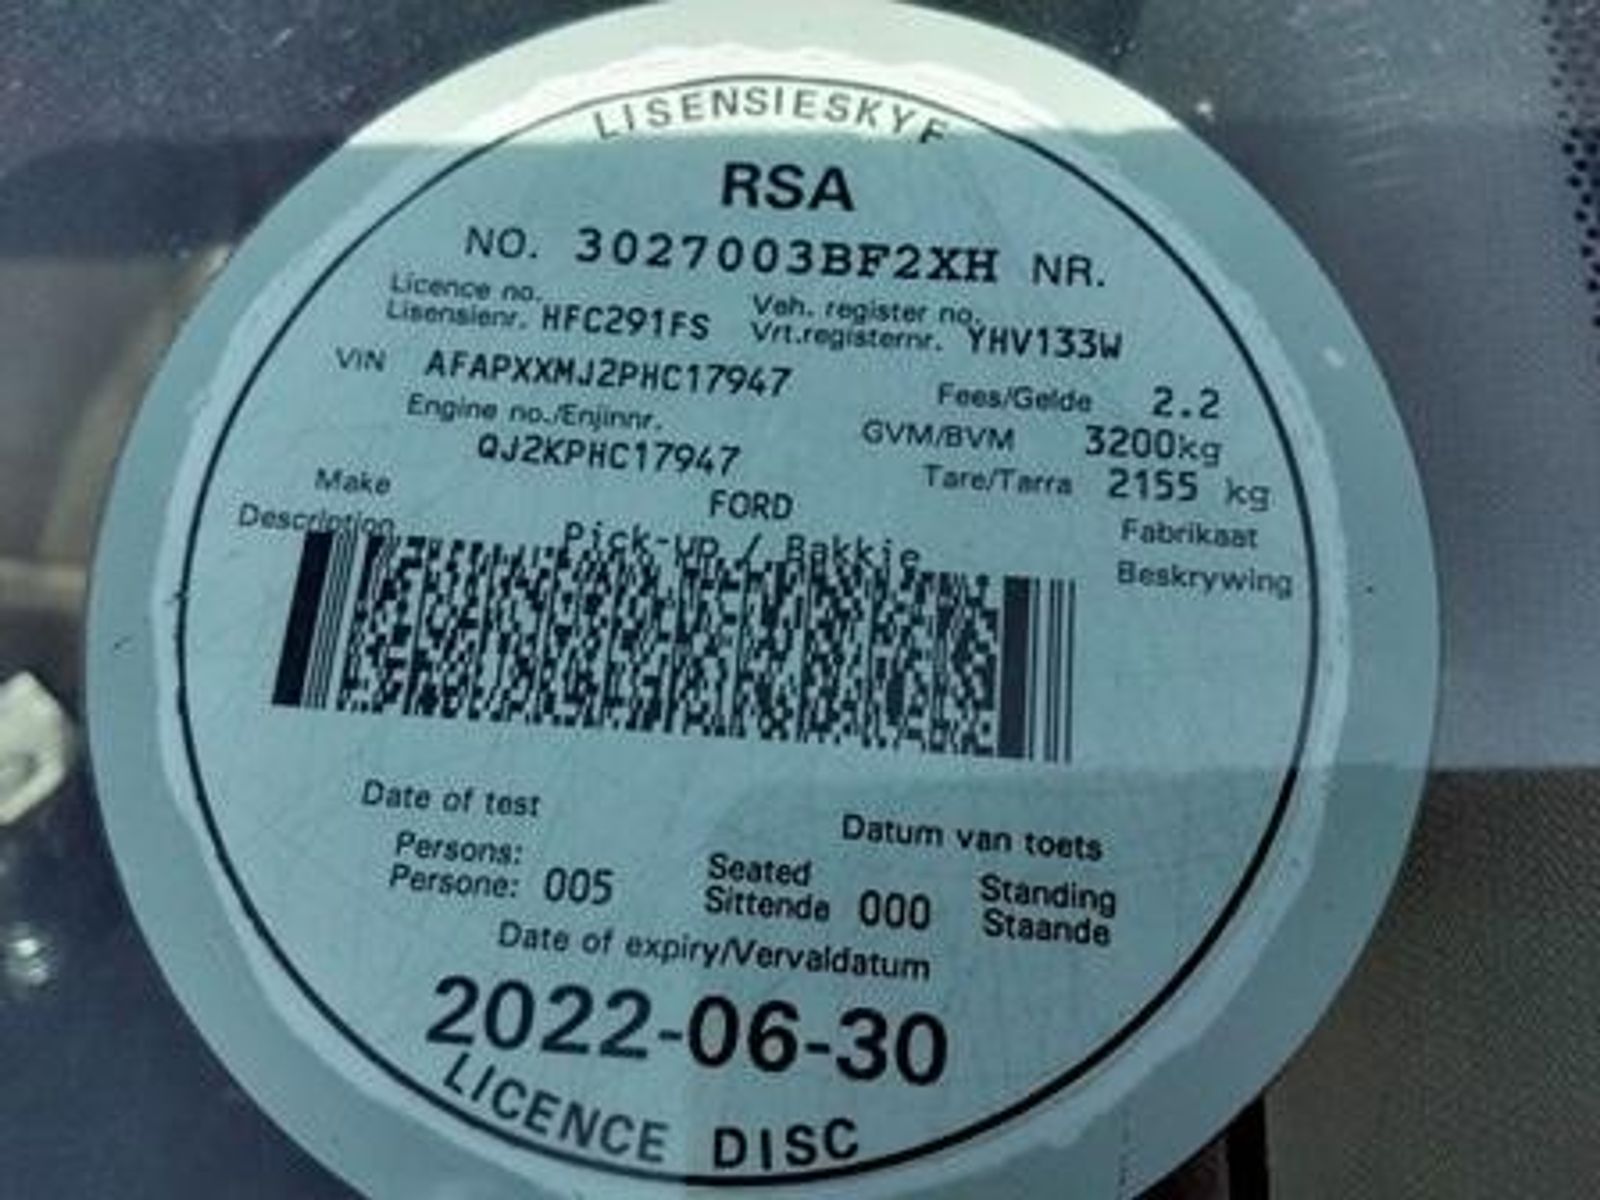 LISENSIESKYF
RSA
NO. 3027003BF2XH NR.
Licence no. Veh. register no.
Lisensienr. HFC291FS Vrt.registernr. YHV133W
VIN AFAPXXMJ2PHC17947 Fees/Gelde 2.2
Engine no./Enjinnr. GVM/BVM 3200kg
QJ2KPHC17947 Tare/Tarra 2155 kg
Make FORD Fabrikaat
Description Pick-up / Bakkie Beskrywing
Date of test Datum van toets
Persons: Seated Standing
Persone: 005 Sittende 000 Staande
Date of expiry/Vervaldatum
2022-06-30
LICENCE DISC